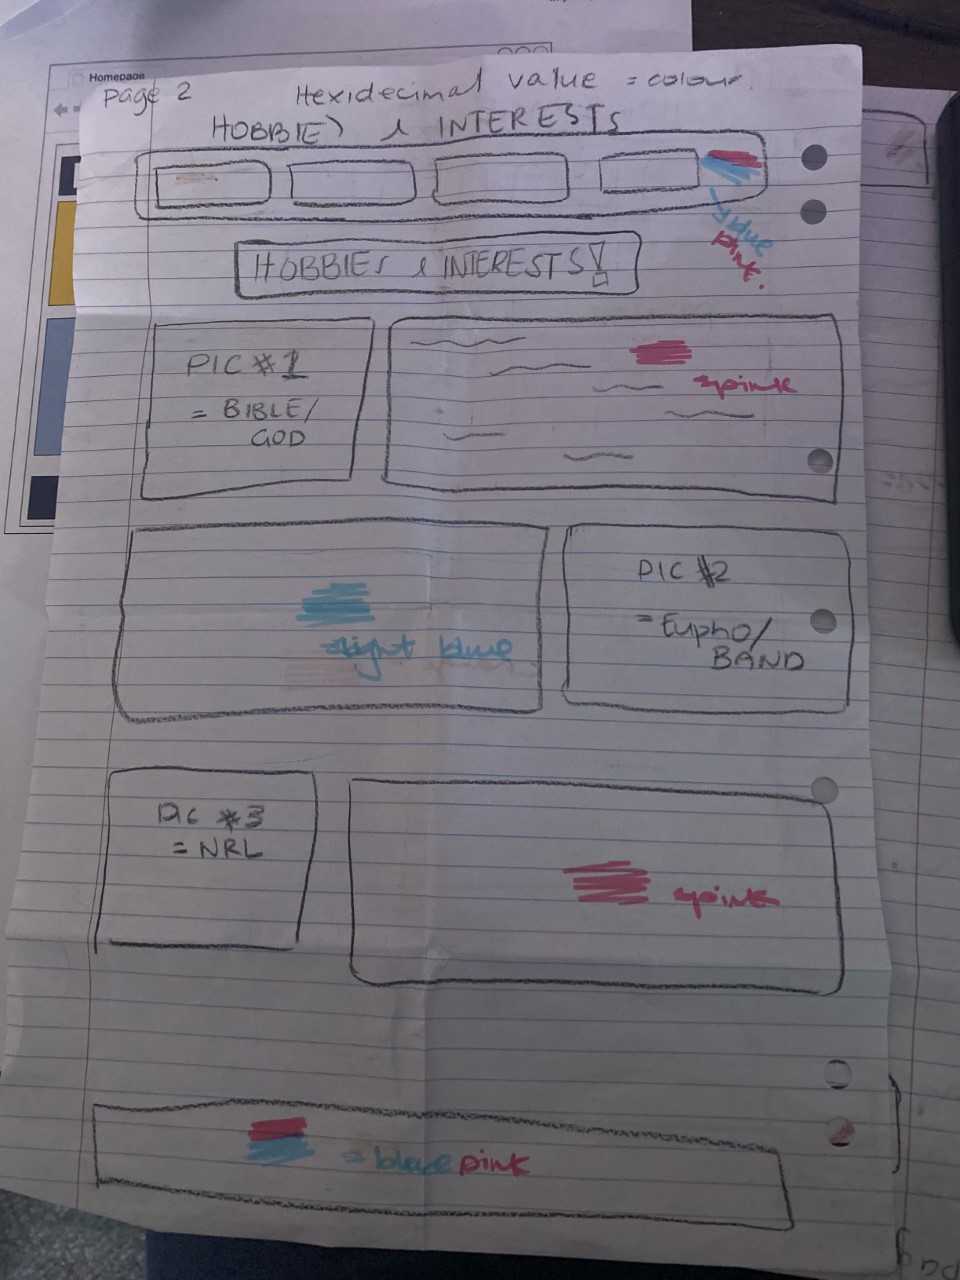 Homepage
Page 2
Hexidecimal value = colour
HOBBIES & INTERESTS
blue
pink.
HOBBIES & INTERESTS!
PIC #1
= BIBLE/
GOD
=pink
light blue
PIC #2
= Eupho/
BAND
PIC #3
= NRL
=pink
= blue pink